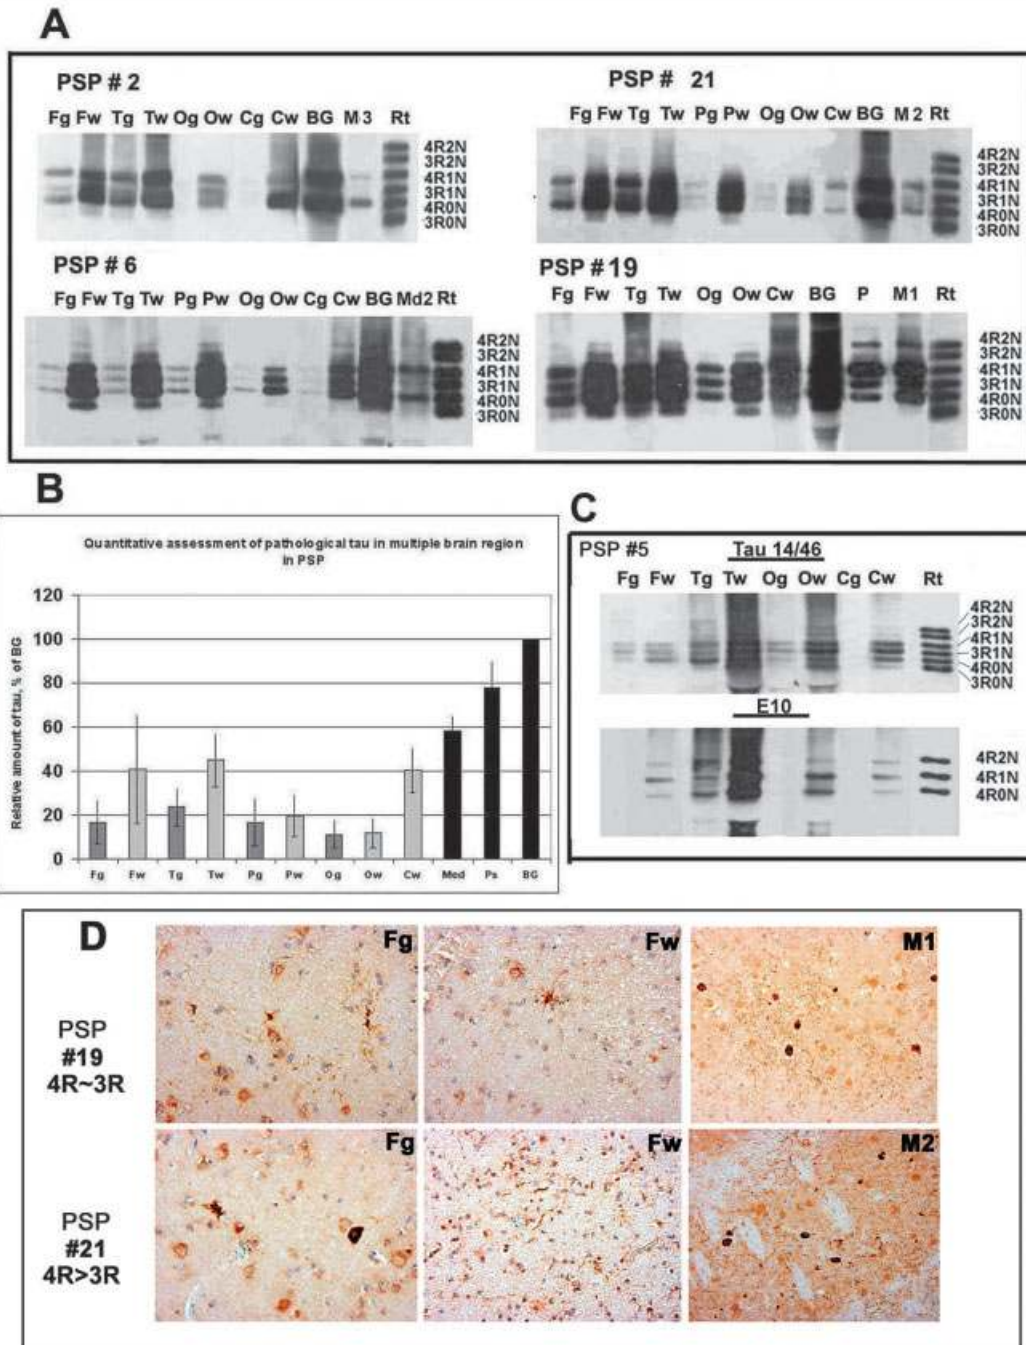 A
PSP # 2
Fg Fw Tg Tw Og Ow Cg Cw BG M 3 Rt
4R2N
3R2N
4R1N
3R1N
4R0N
3R0N
PSP # 21
Fg Fw Tg Tw Pg Pw Og Ow Cw BG M 2 Rt
4R2N
3R2N
4R1N
3R1N
4R0N
3R0N
PSP # 6
Fg Fw Tg Tw Pg Pw Og Ow Cg Cw BG Md2 Rt
4R2N
3R2N
4R1N
3R1N
4R0N
3R0N
PSP # 19
Fg Fw Tg Tw Og Ow Cw BG P M1 Rt
4R2N
3R2N
4R1N
3R1N
4R0N
3R0N
B
Quantitative assessment of pathological tau in multiple brain region
in PSP
Relative amount of tau, % of BG
120
100
80
60
40
20
0
Fg Fw Tg Tw Pg Pw Og Ow Cw Med Ps BG
C
PSP #5
Tau 14/46
Fg Fw Tg Tw Og Ow Cg Cw Rt
4R2N
3R2N
4R1N
3R1N
4R0N
3R0N
E10
4R2N
4R1N
4R0N
D
PSP
#19
4R~3R
Fg
Fw
M1
PSP
#21
4R>3R
Fg
Fw
M2